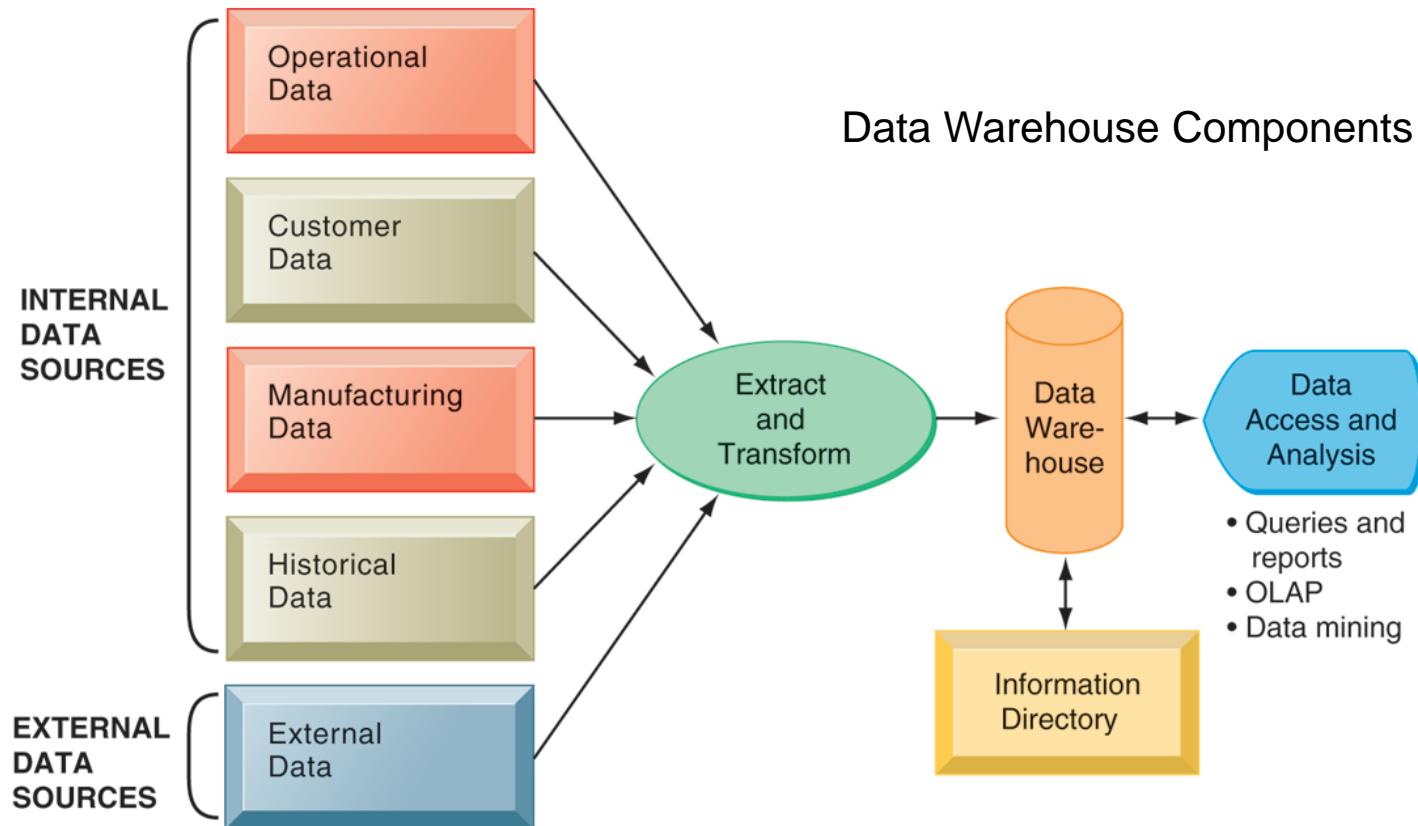 Data Warehouse Components
INTERNAL
DATA
SOURCES
Operational
Data
Customer
Data
Manufacturing
Data
Historical
Data
EXTERNAL
DATA
SOURCES
External
Data
Extract
and
Transform
Data
Ware-
house
Information
Directory
Data
Access and
Analysis
• Queries and
reports
• OLAP
• Data mining